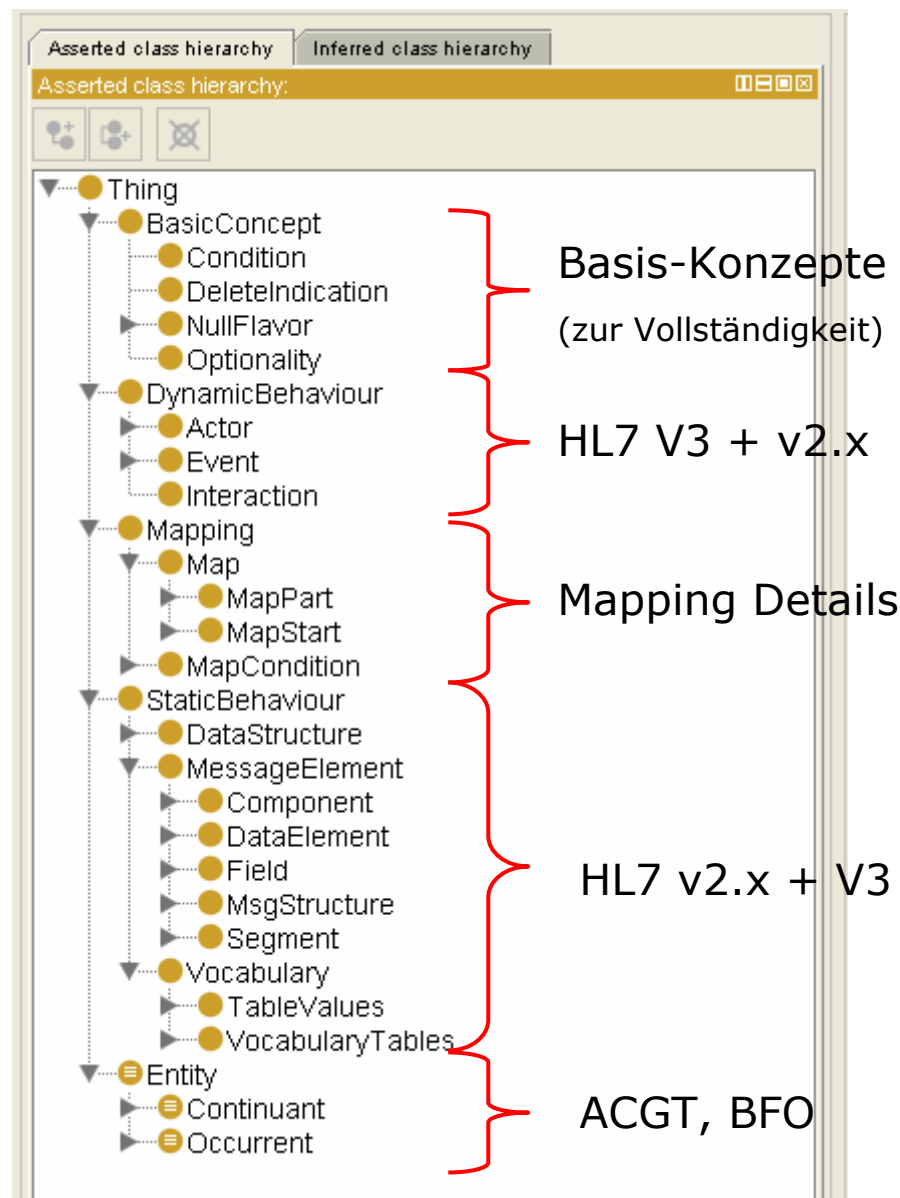 Asserted class hierarchy Inferred class hierarchy
Asserted class hierarchy:
Thing
BasicConcept
Condition
DeleteIndication
NullFlavor
Optionality
Basis-Konzepte
(zur Vollständigkeit)
DynamicBehaviour
Actor
Event
Interaction
HL7 V3 + v2.x
Mapping
Map
MapPart
MapStart
MapCondition
Mapping Details
StaticBehaviour
DataStructure
MessageElement
Component
DataElement
Field
MsgStructure
Segment
Vocabulary
TableValues
VocabularyTables
HL7 v2.x + V3
Entity
Continuant
Occurrent
ACGT, BFO